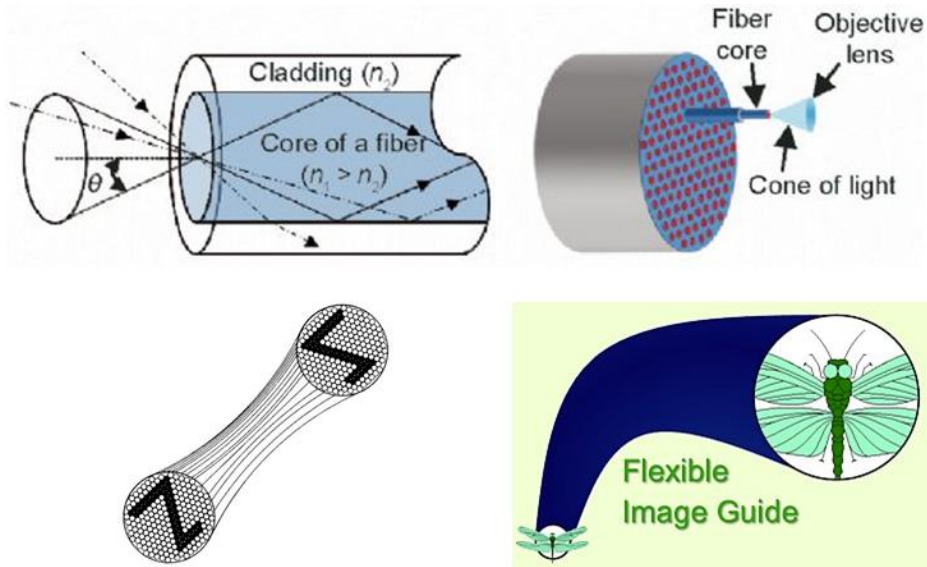 Cladding (n₂)
Core of a fiber
(n₁ > n₂)
θ
Fiber
core
Objective
lens
Cone of light
Flexible
Image Guide